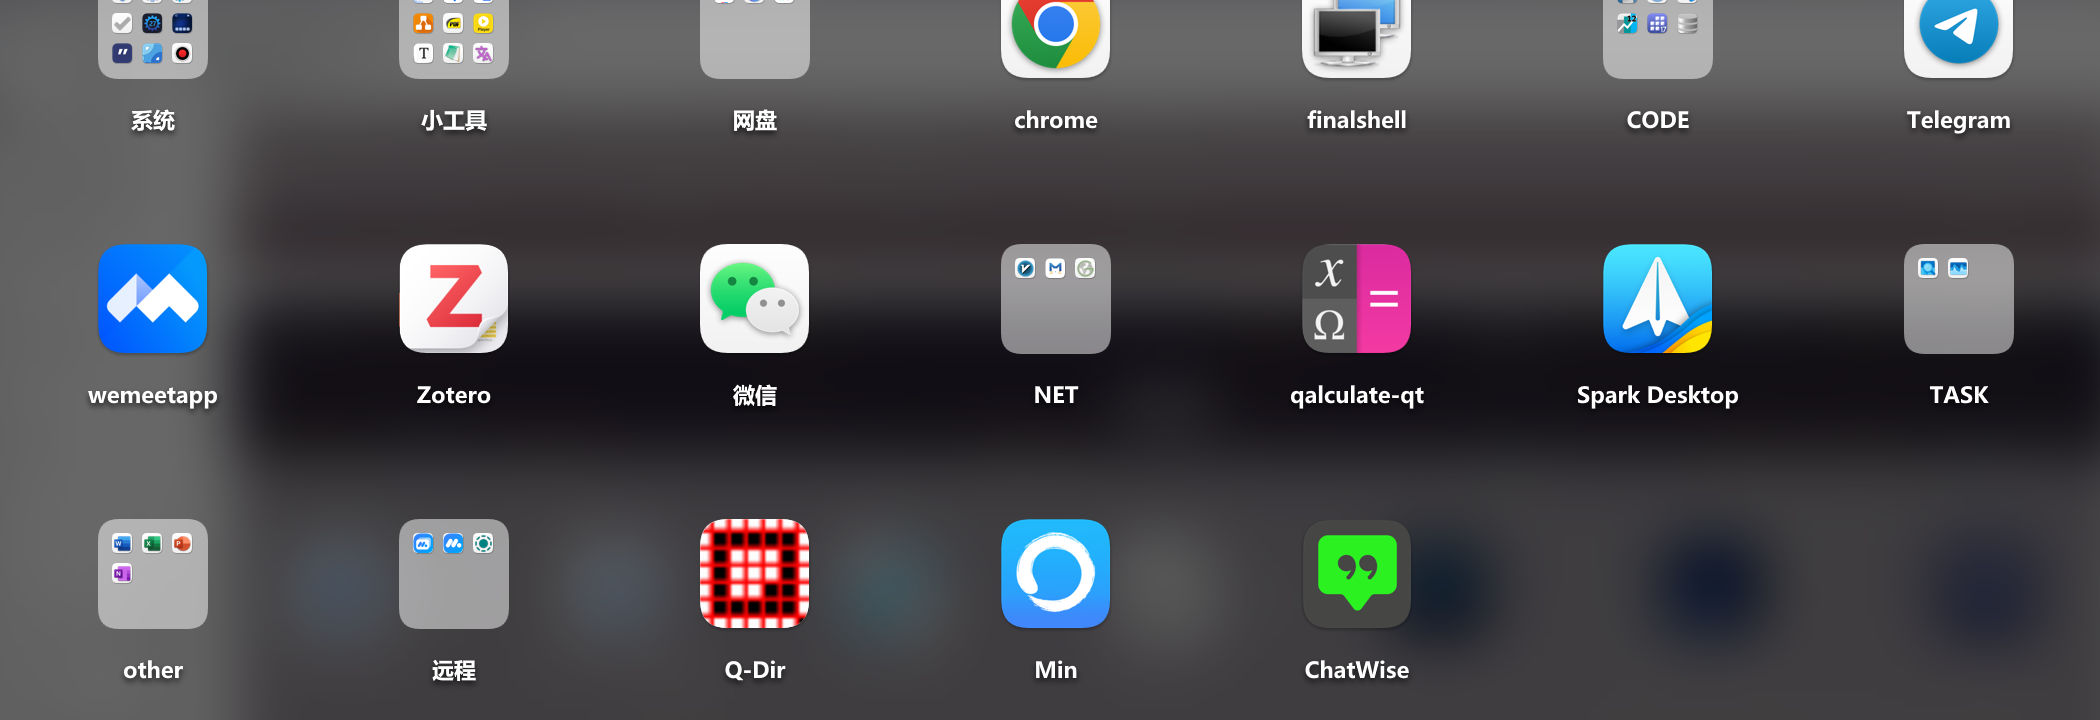 系统
小工具
网盘
chrome
finalshell
CODE
Telegram
wemeetapp
Zotero
微信
NET
qalculate-qt
Spark Desktop
TASK
other
远程
Q-Dir
Min
ChatWise